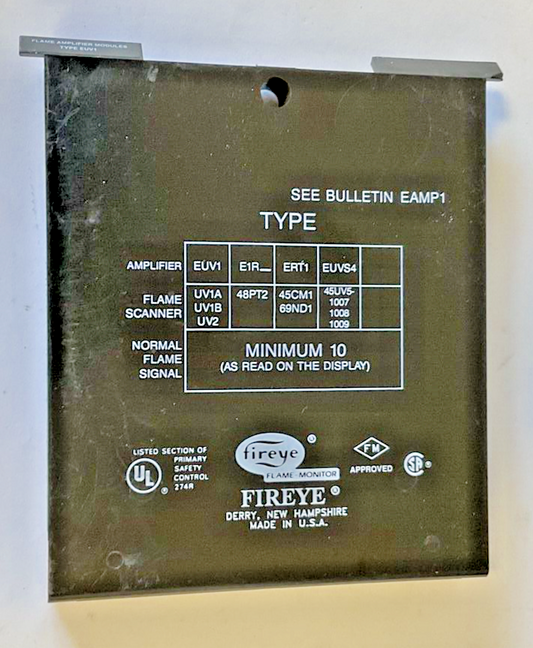 FLAME AMPLIFIER MODULES
TYPE EUV1
SEE BULLETIN EAMP1
TYPE
AMPLIFIER EUV1 E1R_ ERT1 EUVS4
FLAME SCANNER UV1A 48PT2 45CM1 45UV5-
UV1B 69ND1 1007
UV2 1008
1009
NORMAL
FLAME
SIGNAL
MINIMUM 10
(AS READ ON THE DISPLAY)
LISTED SECTION OF
PRIMARY
SAFETY
CONTROL
274R
UL ®
fireye ®
FLAME-MONITOR
FM
APPROVED
SA ®
FIREYE ®
DERRY, NEW HAMPSHIRE
MADE IN U.S.A.